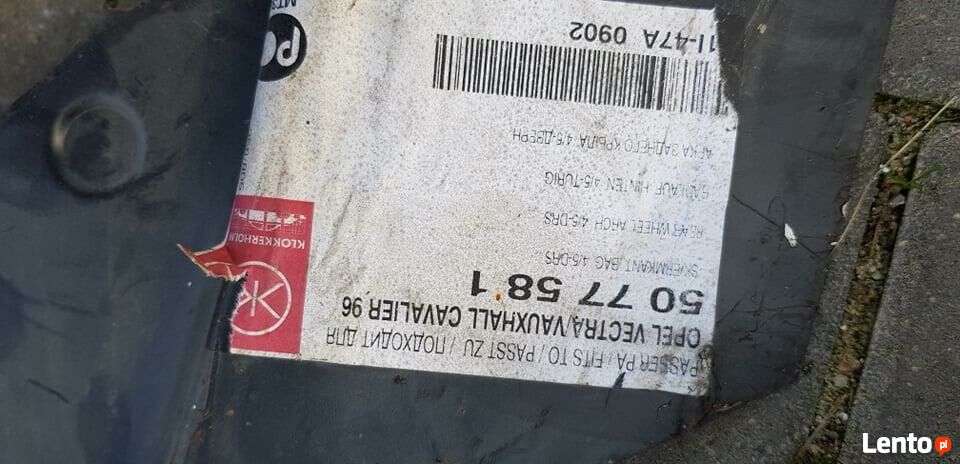 PASSER PÅ / FITS TO / PASST ZU / ПОДХОДИТ ДЛЯ
OPEL VECTRA/VAUXHALL CAVALIER 96
50 77 58 1
SKÆRMKANT, BAG 4/5-DRS.
REAR WHEEL ARCH 4/5-DRS
RADLAUF HINTEN 4/5-TÜRIG
АРКА ЗАДНЕГО КРЫЛА 4/5-ДВЕРН
1I-47A 0902
KLOKKERHOLM
Lento.pl